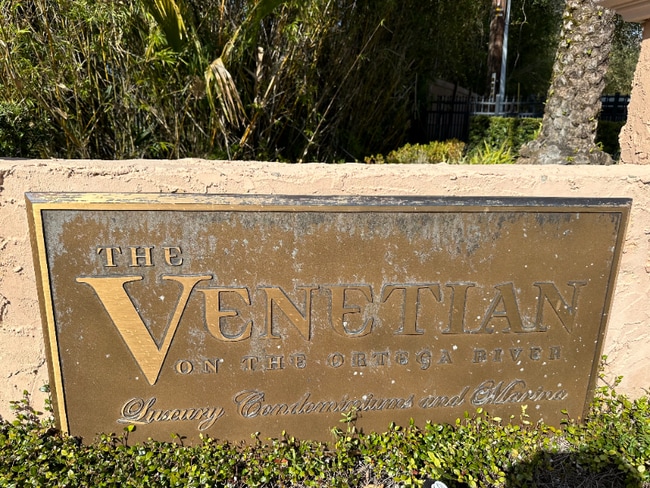 THE
VENETIAN
ON THE ORTEGA RIVER
Luxury Condominiums and Marina